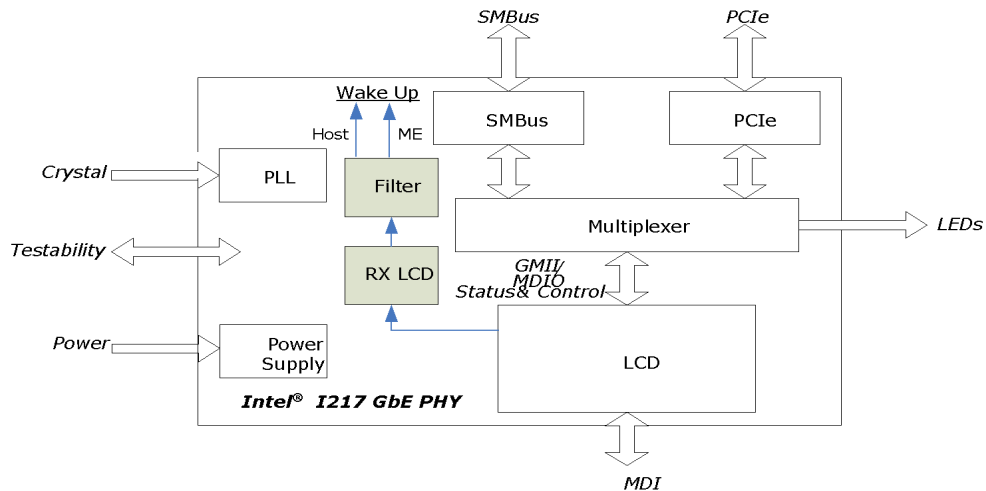 SMBus
PCIe
Wake Up
Host
ME
SMBus
PCIe
Crystal
PLL
Filter
Multiplexer
LEDs
Testability
RX LCD
GMII/
MDIO
Status& Control
Power
Power
Supply
LCD
Intel® I217 GbE PHY
MDI